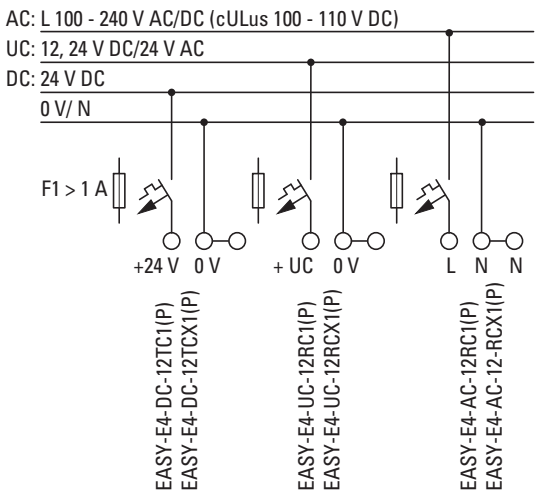 AC: L 100 - 240 V AC/DC (cULus 100 - 110 V DC)
UC: 12, 24 V DC/24 V AC
DC: 24 V DC
0 V/ N
F1 > 1 A
+24 V 0 V + UC 0 V L N N
EASY-E4-DC-12TC1(P)
EASY-E4-DC-12TCX1(P)
EASY-E4-UC-12RC1(P)
EASY-E4-UC-12RCX1(P)
EASY-E4-AC-12RC1(P)
EASY-E4-AC-12-RCX1(P)